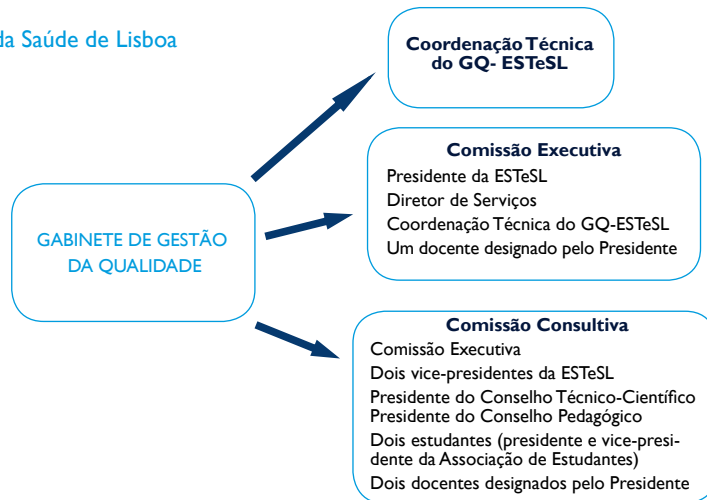 da Saúde de Lisboa
Coordenação Técnica
do GQ- ESTeSL
Comissão Executiva
Presidente da ESTeSL
Diretor de Serviços
Coordenação Técnica do GQ-ESTeSL
Um docente designado pelo Presidente
GABINETE DE GESTÃO
DA QUALIDADE
Comissão Consultiva
Comissão Executiva
Dois vice-presidentes da ESTeSL
Presidente do Conselho Técnico-Científico
Presidente do Conselho Pedagógico
Dois estudantes (presidente e vice-presi-
dente da Associação de Estudantes)
Dois docentes designados pelo Presidente